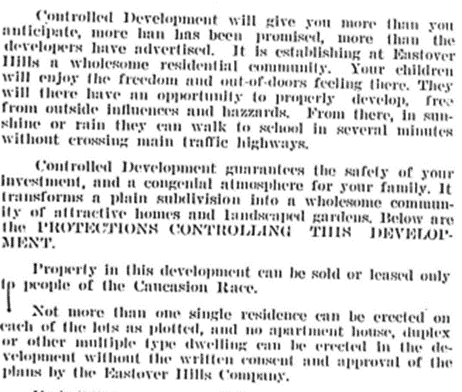 Controlled Development will give you more than you
anticipate, more han has been promised, more than the
developers have advertised. It is establishing at Eastover
Hills a wholesome residential community. Your children
will enjoy the freedom and out-of-doors feeling there. They
will there have an opportunity to properly develop, free
from outside influences and hazzards. From there, in sun-
shine or rain they can walk to school in several minutes
without crossing main traffic highways.
Controlled Development guarantees the safety of your
investment, and a congenial atmosphere for your family. It
transforms a plain subdivision into a wholesome commun-
ity of attractive homes and landscaped gardens. Below are
the PROTECTIONS CONTROLLING THIS DEVELOP-
MENT.
Property in this development can be sold or leased only
to people of the Caucasion Race.
Not more than one single residence can be erected on
each of the lots as plotted, and no apartment house, duplex
or other multiple type dwelling can be erected in the de-
velopment without the written consent and approval of the
plans by the Eastover Hills Company.